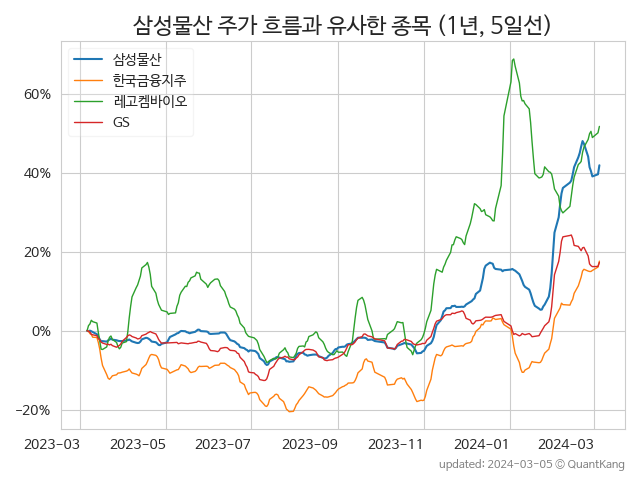 삼성물산 주가 흐름과 유사한 종목 (1년, 5일선)
삼성물산
한국금융지주
레고켐바이오
GS
60%
40%
20%
0%
−20%
2023−03
2023−05
2023−07
2023−09
2023−11
2024−01
2024−03
updated: 2024-03-05 © QuantKang